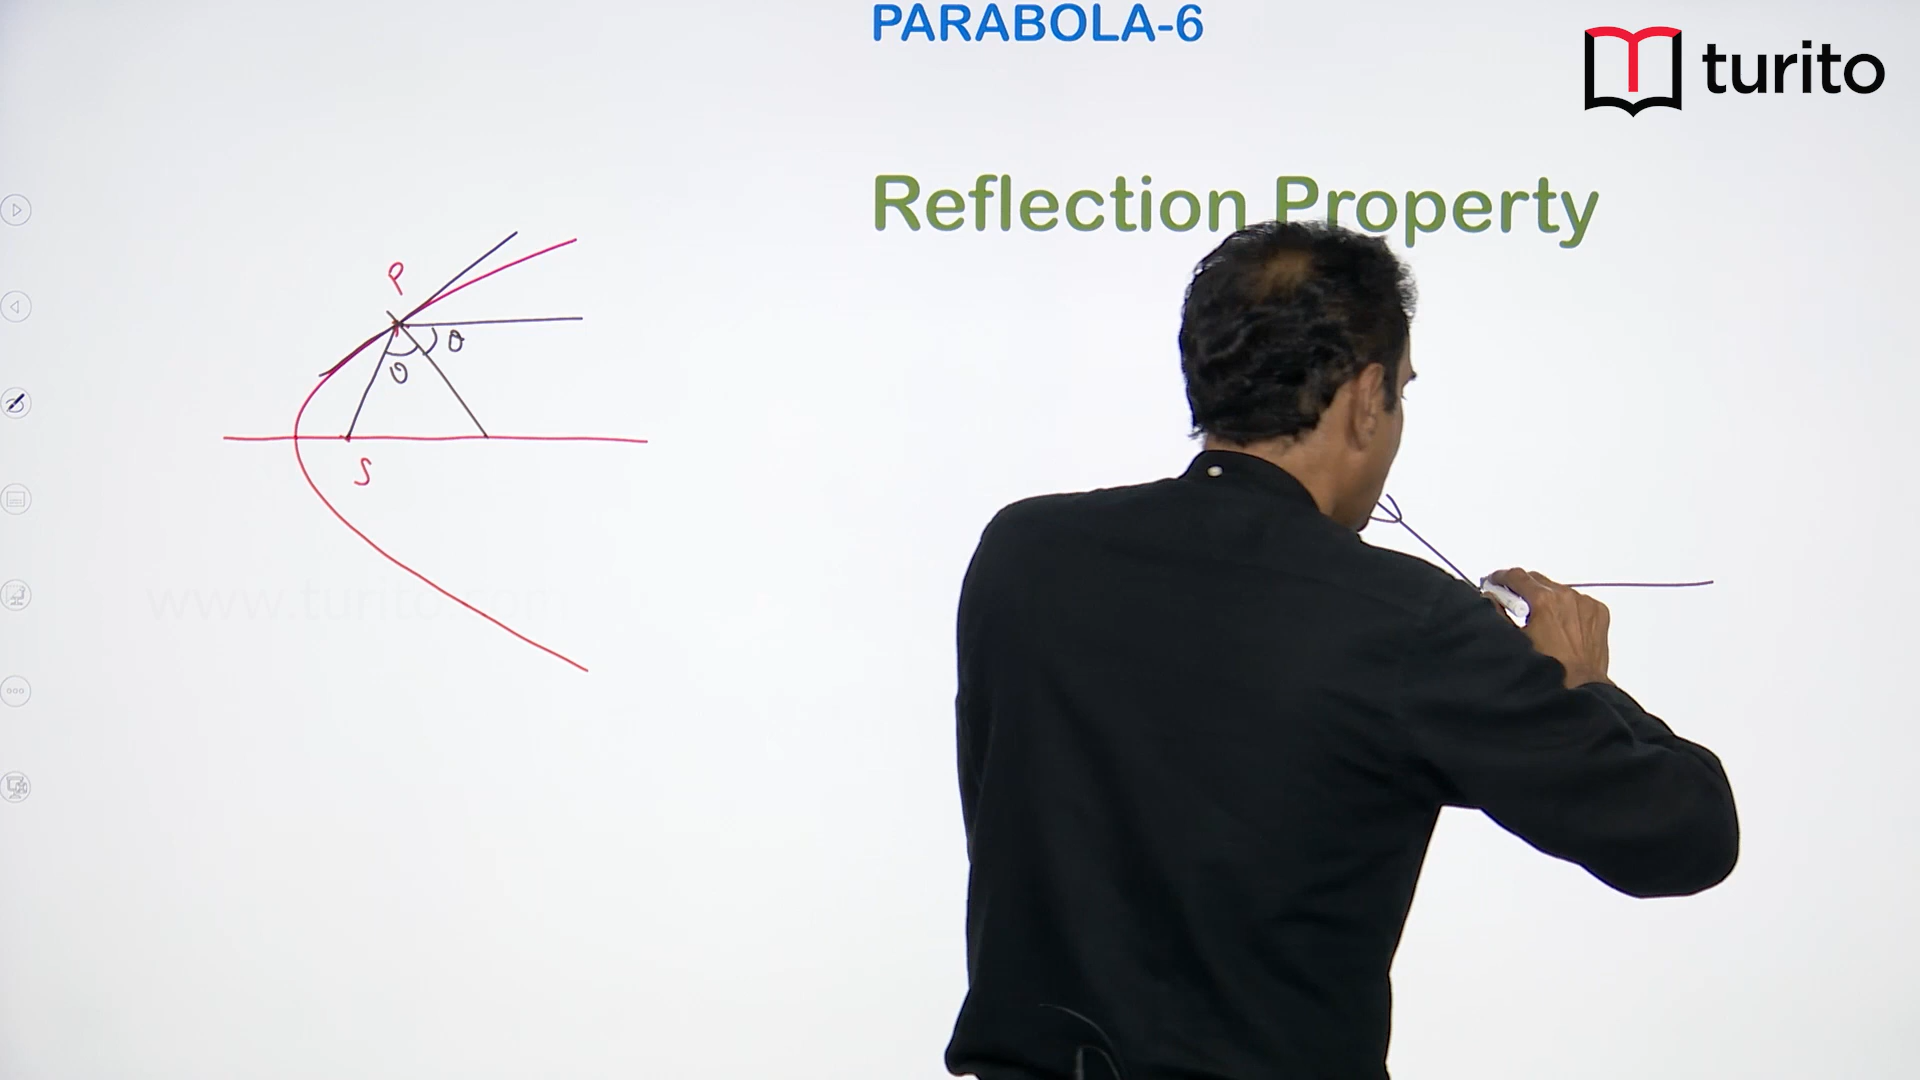 PARABOLA-6
turito
Reflection Property
P
θ
θ
S
www.turito.com